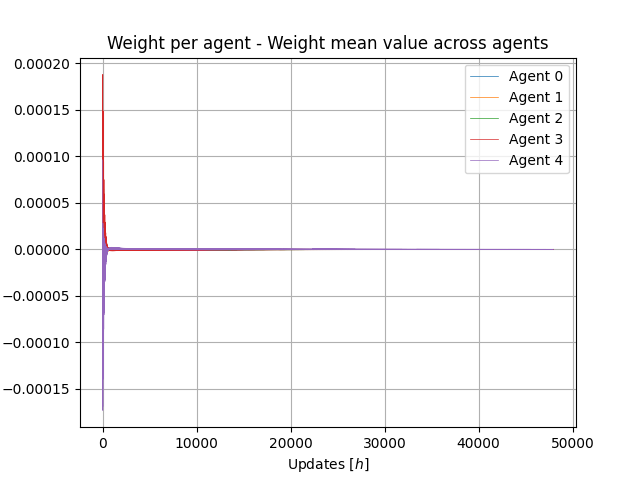 Weight per agent - Weight mean value across agents
0.00020
0.00015
0.00010
0.00005
0.00000
−0.00005
−0.00010
−0.00015
Agent 0
Agent 1
Agent 2
Agent 3
Agent 4
0 10000 20000 30000 40000 50000
Updates [h]